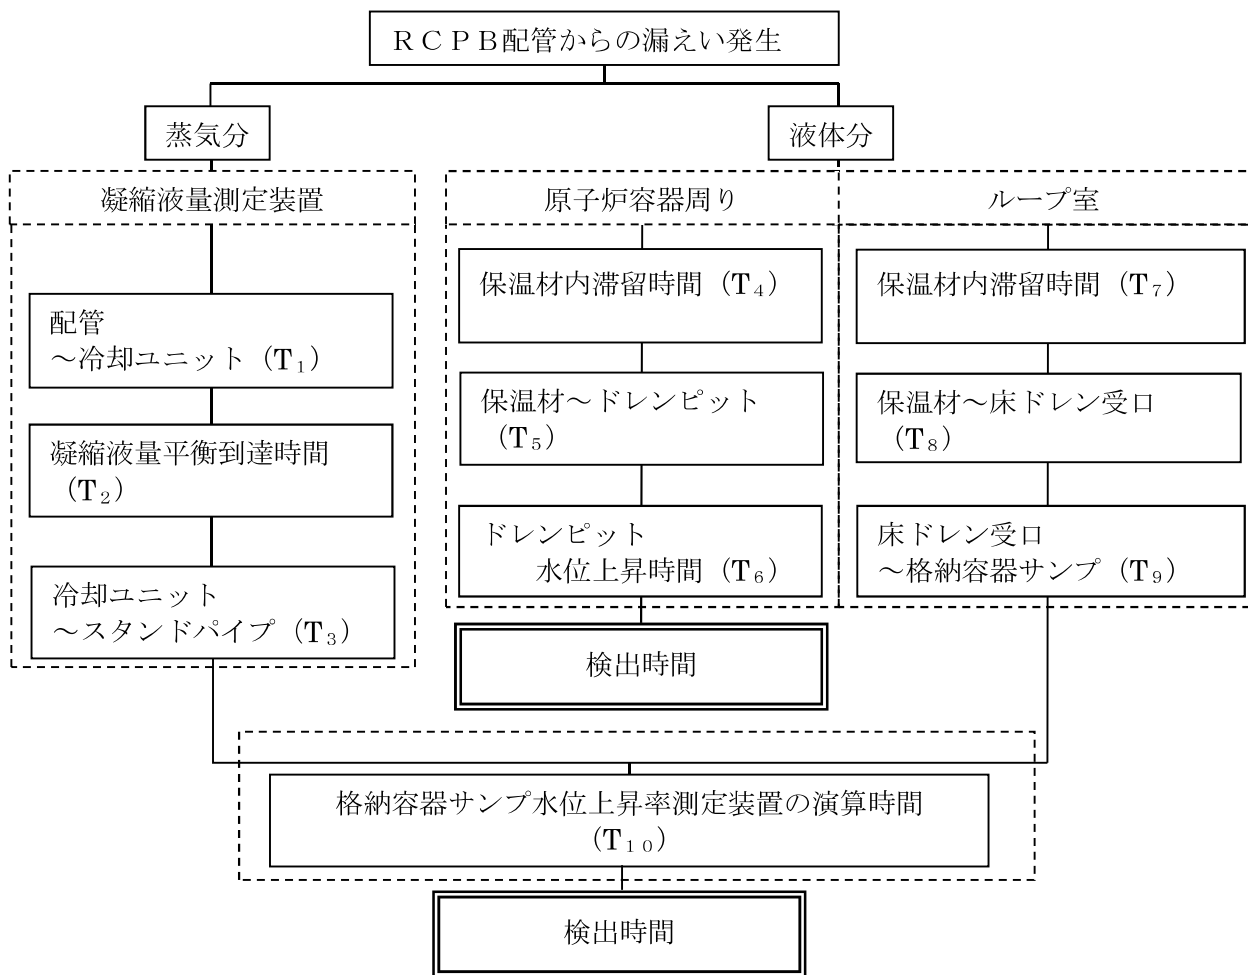 ＲＣＰＢ配管からの漏えい発生
蒸気分
液体分
凝縮液量測定装置
原子炉容器周り
ループ室
配管
～冷却ユニット（T₁）
凝縮液量平衡到達時間
（T₂）
冷却ユニット
～スタンドパイプ（T₃）
保温材内滞留時間（T₄）
保温材～ドレンピット
（T₅）
ドレンピット
水位上昇時間（T₆）
検出時間
保温材内滞留時間（T₇）
保温材～床ドレン受口
（T₈）
床ドレン受口
～格納容器サンプ（T₉）
格納容器サンプ水位上昇率測定装置の演算時間
（T₁₀）
検出時間